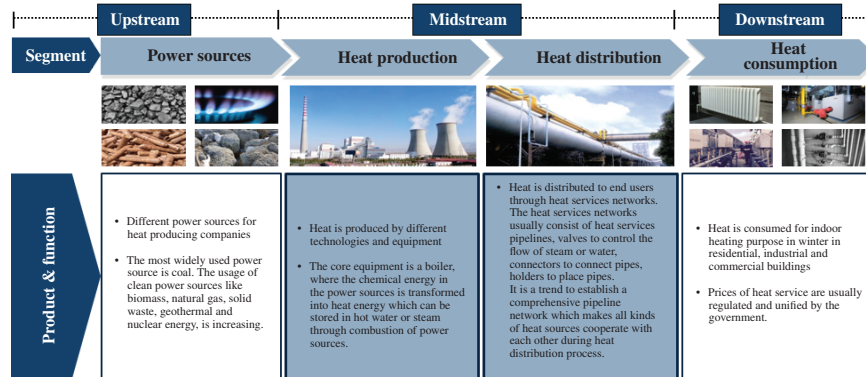 Upstream
Midstream
Downstream
Segment
Power sources
Heat production
Heat distribution
Heat
consumption
Product & function
• Different power sources for
heat producing companies
• The most widely used power
source is coal. The usage of
clean power sources like
biomass, natural gas, solid
waste, geothermal and
nuclear energy, is increasing.
• Heat is produced by different
technologies and equipment
• The core equipment is a boiler,
where the chemical energy in
the power sources is transformed
into heat energy which can be
stored in hot water or steam
through combustion of power
sources.
• Heat is distributed to end users
through heat services networks.
The heat services networks
usually consist of heat services
pipelines, valves to control the
flow of steam or water,
connectors to connect pipes,
holders to place pipes.
It is a trend to establish a
comprehensive pipeline
network which makes all kinds
of heat sources cooperate with
each other during heat
distribution process.
• Heat is consumed for indoor
heating purpose in winter in
residential, industrial and
commercial buildings
• Prices of heat service are usually
regulated and unified by the
government.